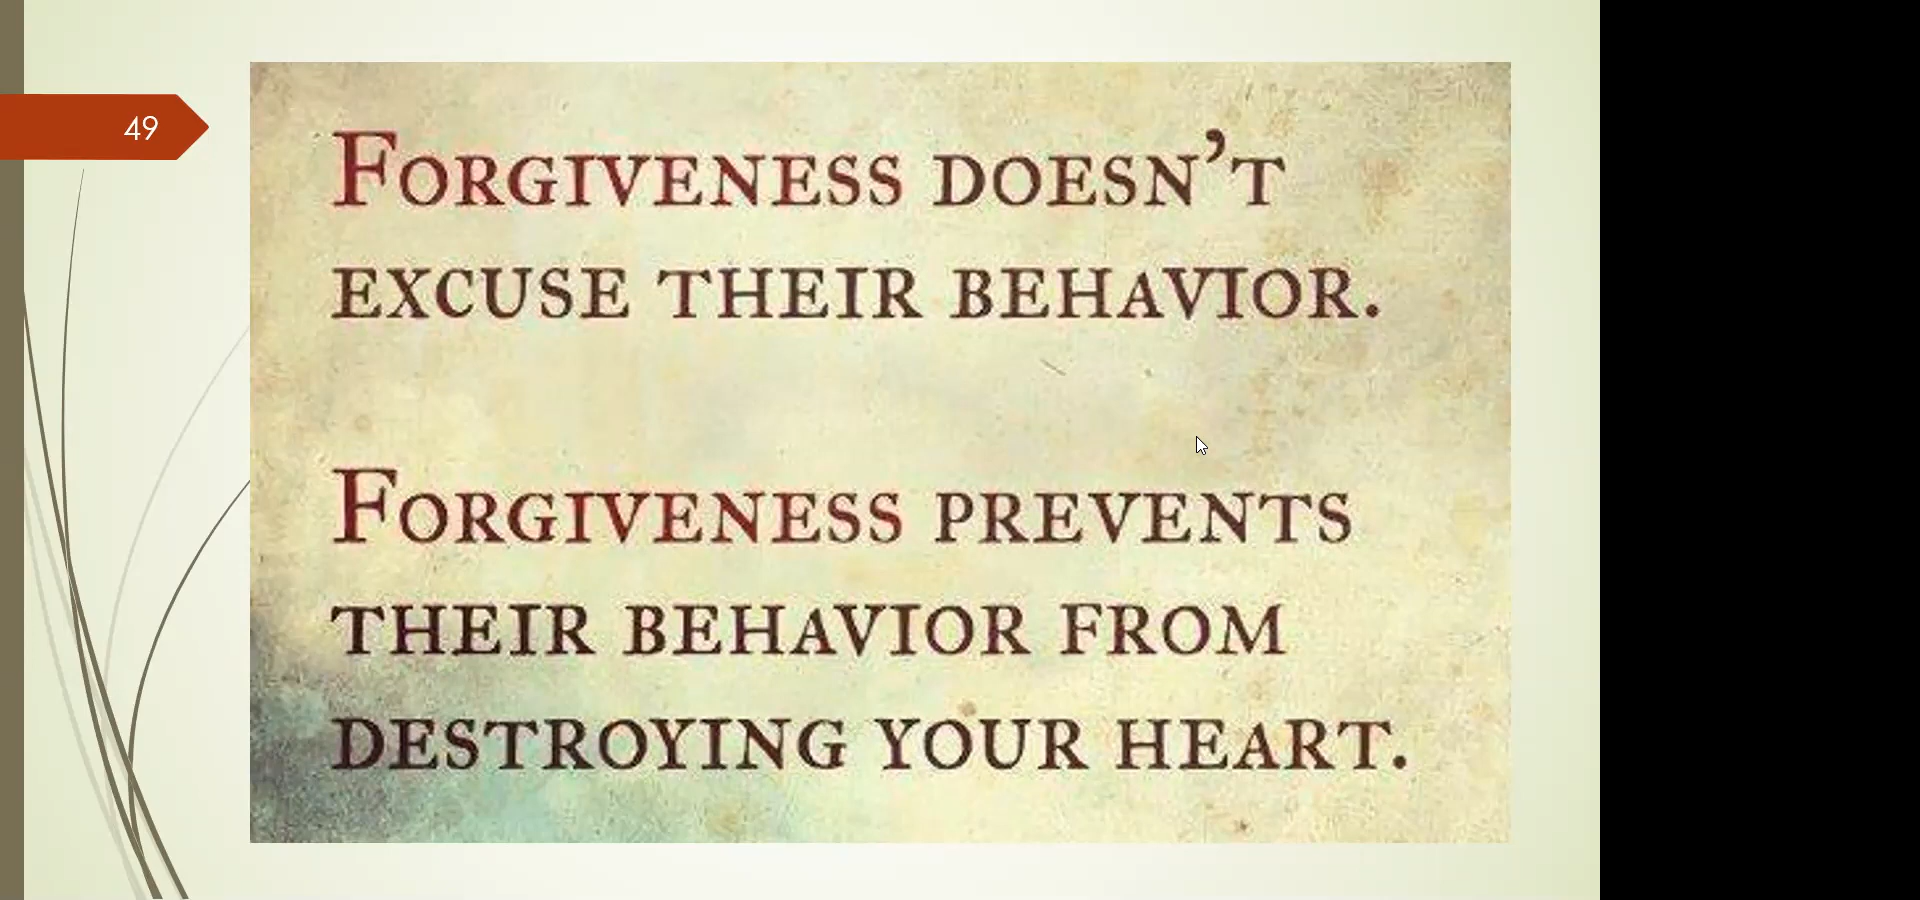 49
Forgiveness doesn't
excuse their behavior.
Forgiveness prevents
their behavior from
destroying your heart.